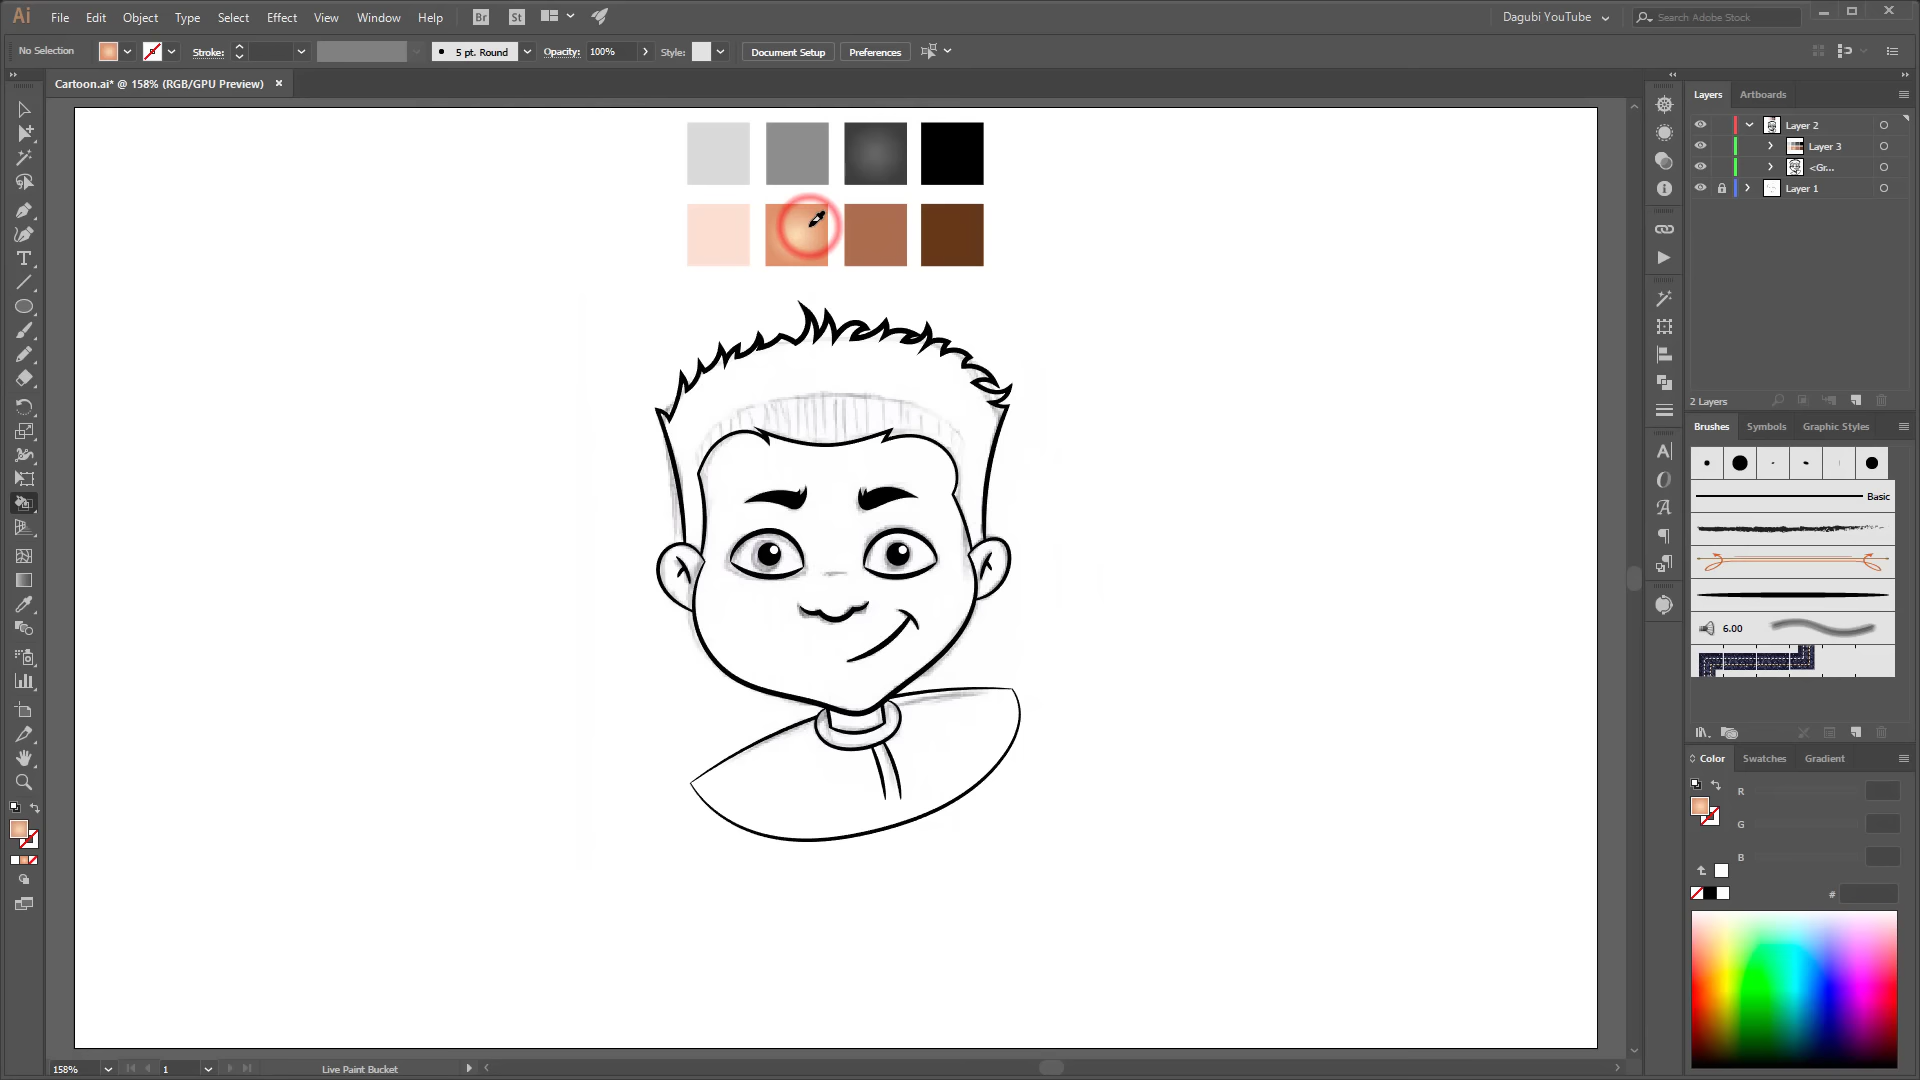 Ai File Edit Object Type Select Effect View Window Help Br St Dagubi YouTube Search Adobe Stock
No Selection Stroke: 5 pt. Round Opacity: 100% Style: Document Setup Preferences
Cartoon.ai* @ 158% (RGB/GPU Preview)
Layers Artboards
Layer 2
Layer 3
<Gr...
Layer 1
2 Layers
Brushes Symbols Graphic Styles
Basic
6.00
Color Swatches Gradient
R
G
B
#
158% 1 Live Paint Bucket